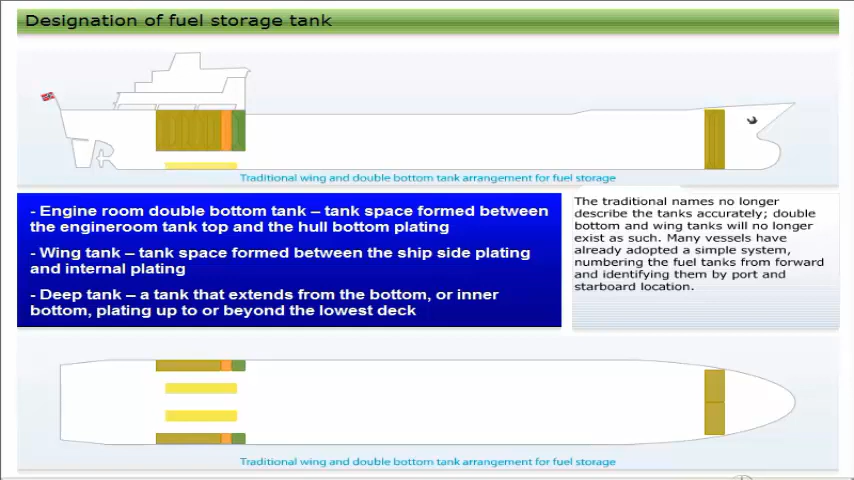 Designation of fuel storage tank
Traditional wing and double bottom tank arrangement for fuel storage
- Engine room double bottom tank – tank space formed between
the engineroom tank top and the hull bottom plating
- Wing tank – tank space formed between the ship side plating
and internal plating
- Deep tank – a tank that extends from the bottom, or inner
bottom, plating up to or beyond the lowest deck
The traditional names no longer
describe the tanks accurately; double
bottom and wing tanks will no longer
exist as such. Many vessels have
already adopted a simple system,
numbering the fuel tanks from forward
and identifying them by port and
starboard location.
Traditional wing and double bottom tank arrangement for fuel storage